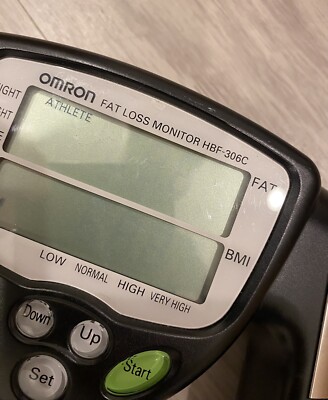 OMRON
FAT LOSS MONITOR HBF-306C
ATHLETE
FAT
BMI
LOW NORMAL HIGH VERY HIGH
Down
Up
Set
Start